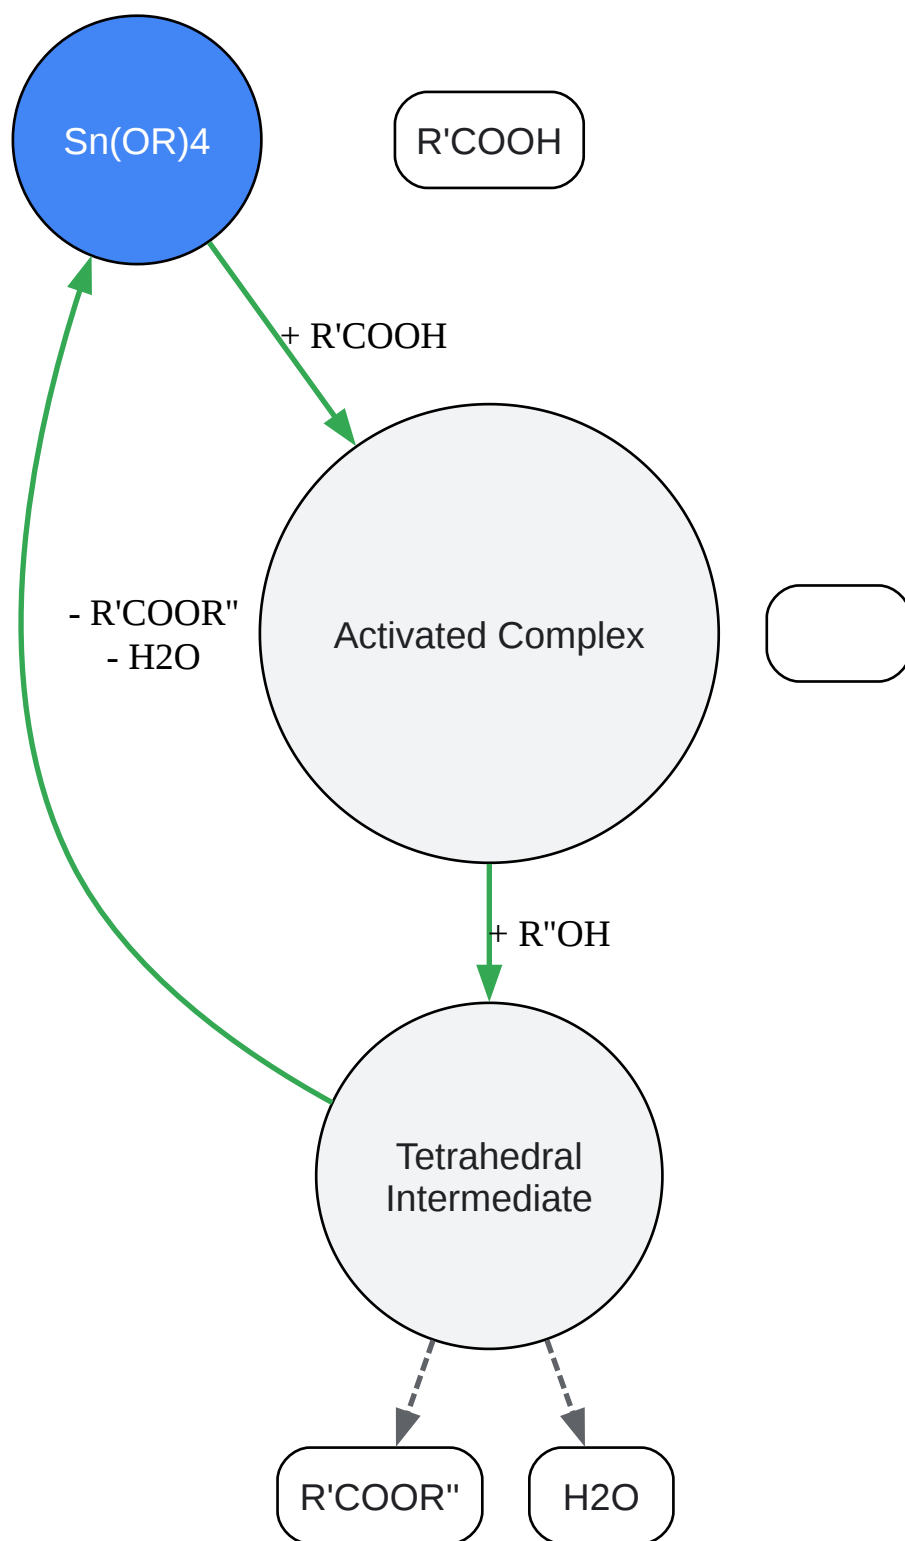 Sn(OR)4
R'COOH
+ R'COOH
- R'COOR"
- H2O
Activated Complex
+ R"OH
Tetrahedral
Intermediate
R'COOR"
H2O